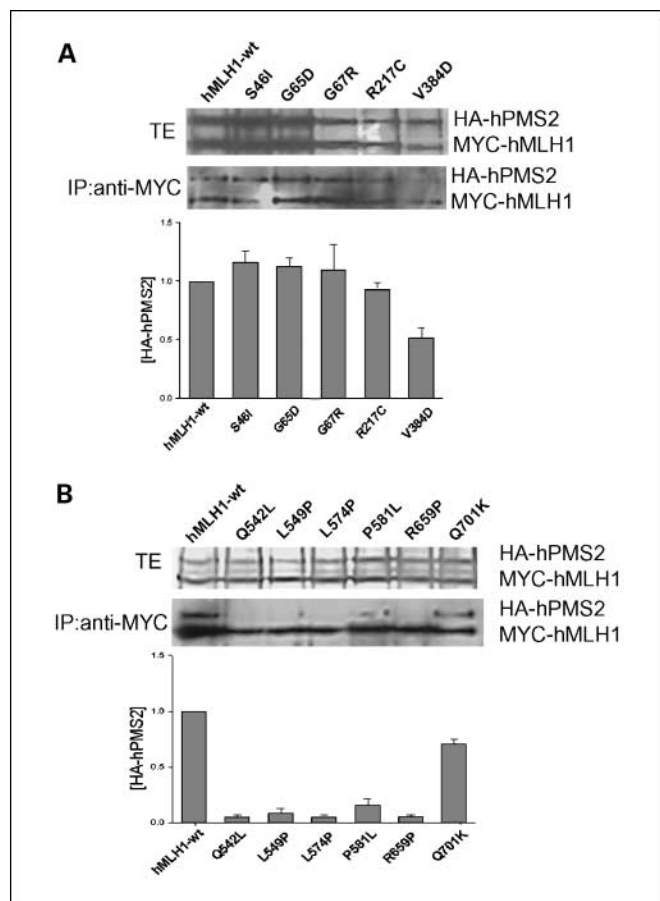 A
hMLH1-wt S46I G65D G67R R217C V384D
TE HA-hPMS2
MYC-hMLH1
IP:anti-MYC HA-hPMS2
MYC-hMLH1
1.5
1.0
0.5
0.0
[HA-hPMS2]
hMLH1-wt S46I G65D G67R R217C V384D
B
hMLH1-wt Q542L L549P L574P P581L R659P Q701K
TE HA-hPMS2
MYC-hMLH1
IP:anti-MYC HA-hPMS2
MYC-hMLH1
1.5
1.0
0.5
0.0
[HA-hPMS2]
hMLH1-wt Q542L L549P L574P P581L R659P Q701K